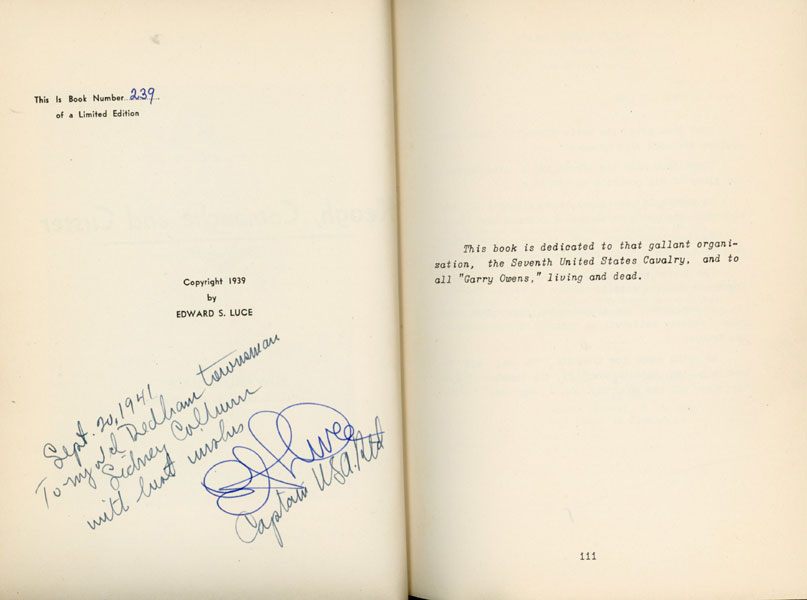 This Is Book Number...239...
of a Limited Edition
Copyright 1939
by
EDWARD S. LUCE
Sept. 20, 1941
To my old Dedham townsman
Sidney
with best wishes
E S Luce
Captain USA. Retd
This book is dedicated to that gallant organi-
zation, the Seventh United States Cavalry, and to
all "Garry Owens," living and dead.
111